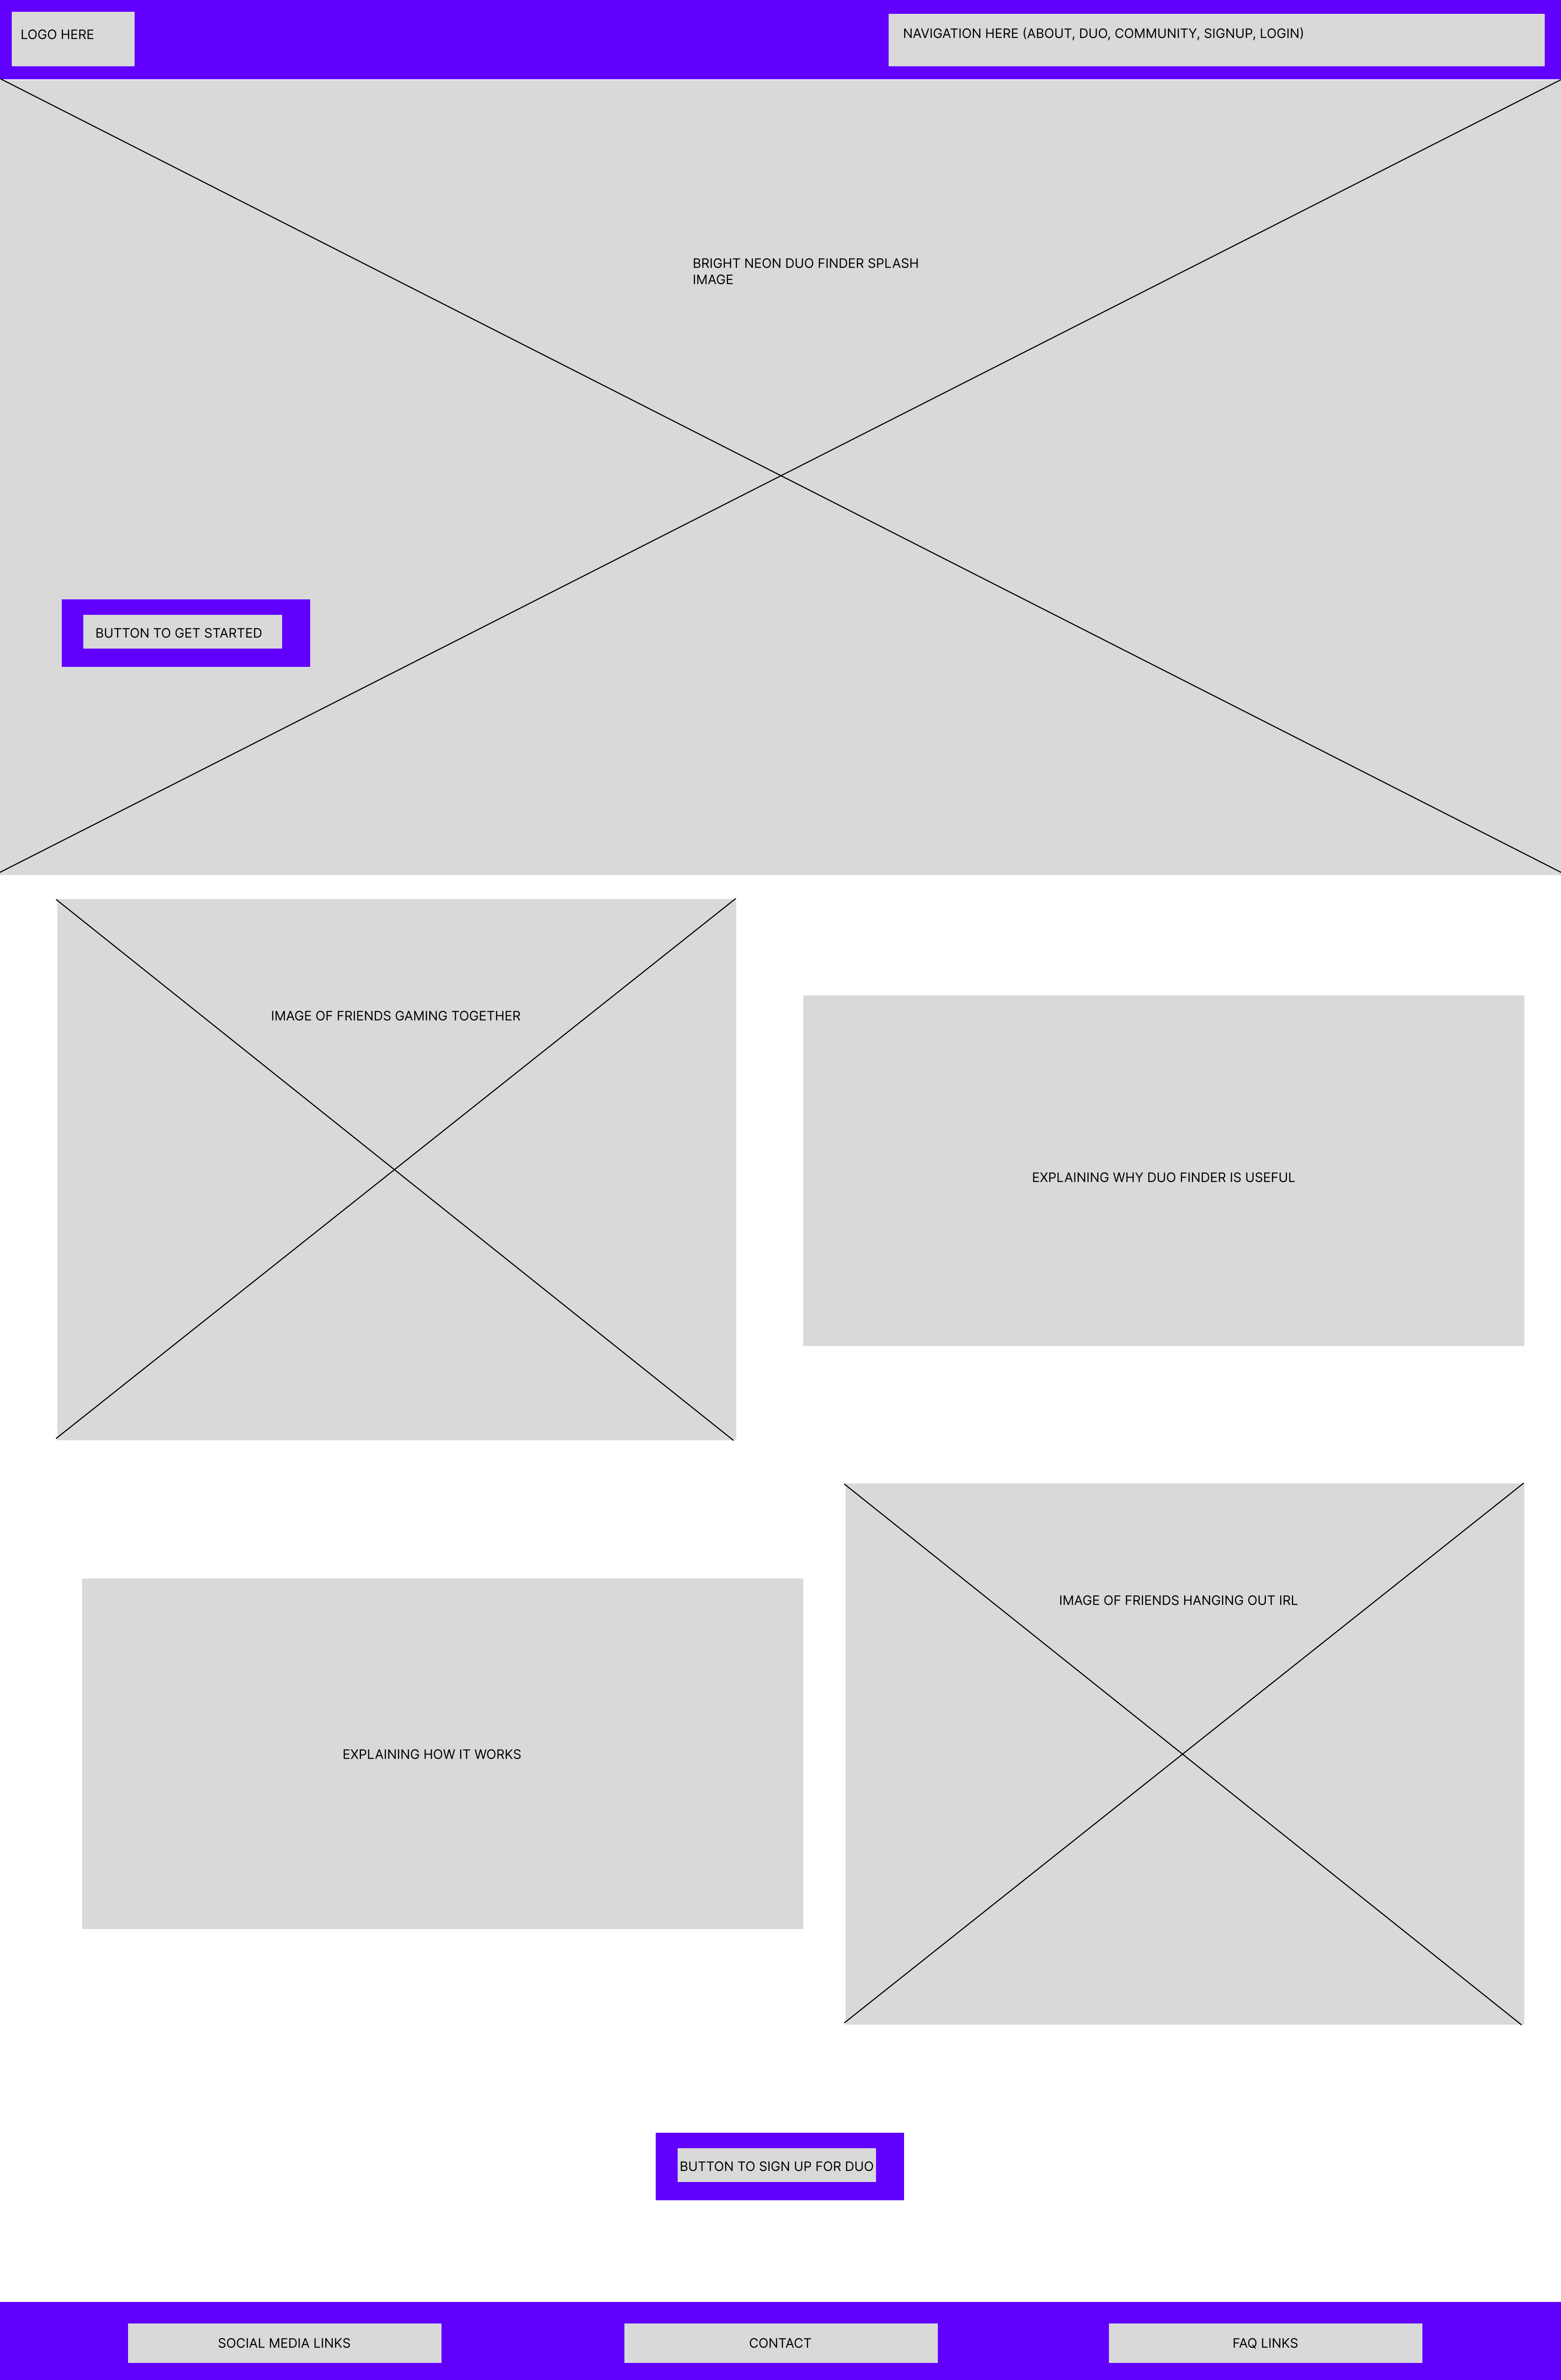 LOGO HERE
NAVIGATION HERE (ABOUT, DUO, COMMUNITY, SIGNUP, LOGIN)
BRIGHT NEON DUO FINDER SPLASH
IMAGE
BUTTON TO GET STARTED
IMAGE OF FRIENDS GAMING TOGETHER
EXPLAINING WHY DUO FINDER IS USEFUL
IMAGE OF FRIENDS HANGING OUT IRL
EXPLAINING HOW IT WORKS
BUTTON TO SIGN UP FOR DUO
SOCIAL MEDIA LINKS
CONTACT
FAQ LINKS